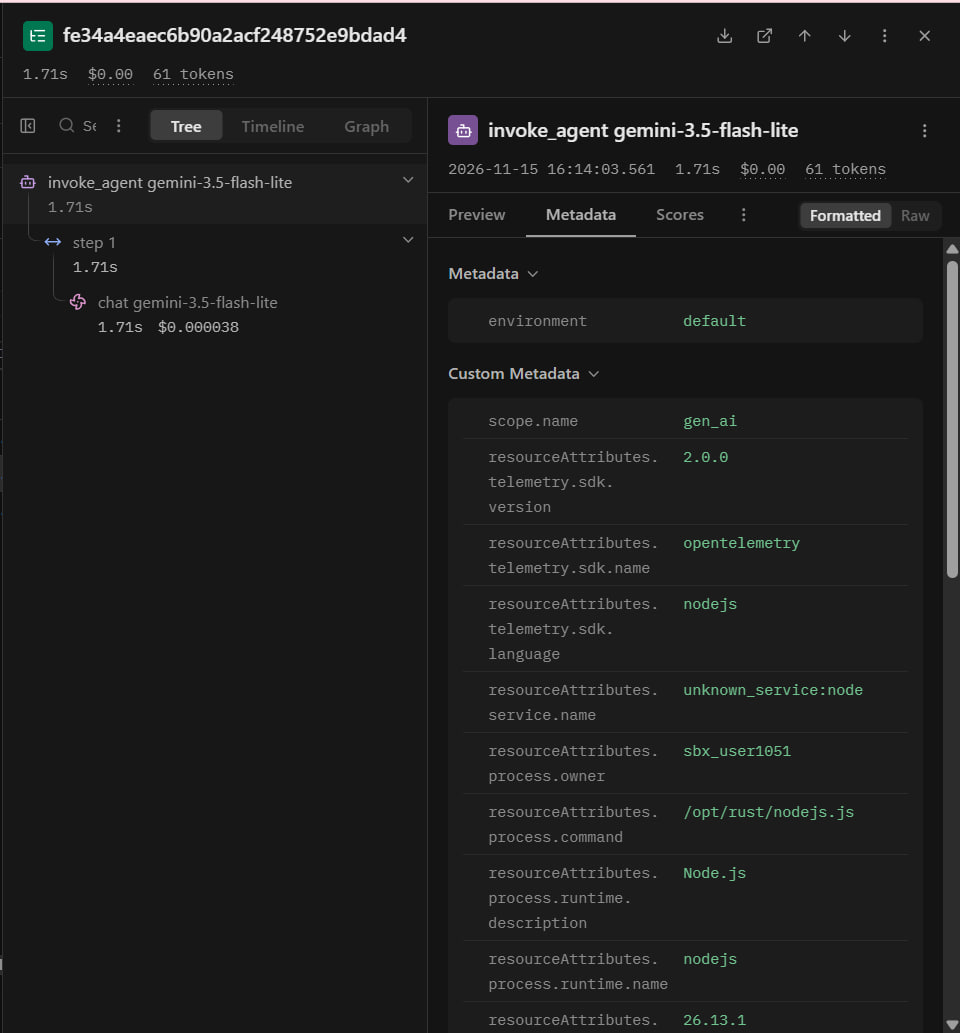 fe34a4eaec6b90a2acf248752e9bdad4
1.71s $0.00 61 tokens
Se
Tree Timeline Graph
invoke_agent gemini-3.5-flash-lite
1.71s
step 1
1.71s
chat gemini-3.5-flash-lite
1.71s $0.000038
invoke_agent gemini-3.5-flash-lite
2026-11-15 16:14:03.561 1.71s $0.00 61 tokens
Preview Metadata Scores Formatted Raw
Metadata
environment default
Custom Metadata
scope.name gen_ai
resourceAttributes. 2.0.0
telemetry.sdk.
version
resourceAttributes. opentelemetry
telemetry.sdk.name
resourceAttributes. nodejs
telemetry.sdk.
language
resourceAttributes. unknown_service:node
service.name
resourceAttributes. sbx_user1051
process.owner
resourceAttributes. /opt/rust/nodejs.js
process.command
resourceAttributes. Node.js
process.runtime.
description
resourceAttributes. nodejs
process.runtime.name
resourceAttributes. 26.13.1